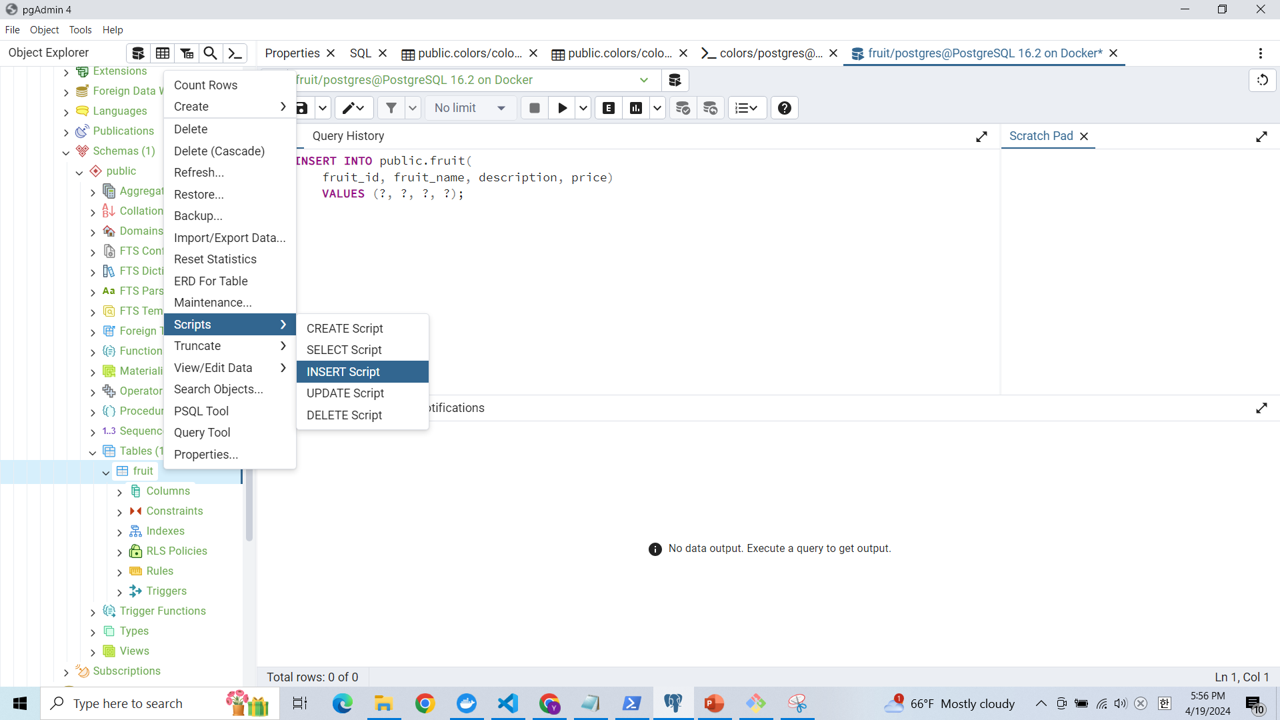 pgAdmin 4
File Object Tools Help
Object Explorer
Properties
SQL
public.colors/colo...
public.colors/colo...
colors/postgres@...
fruit/postgres@PostgreSQL 16.2 on Docker*
fruit/postgres@PostgreSQL 16.2 on Docker
No limit
E
Query History
Scratch Pad
INSERT INTO public.fruit(
fruit_id, fruit_name, description, price)
VALUES (?, ?, ?, ?);
Extensions
Foreign Data W
Languages
Publications
Schemas (1)
public
Aggregat
Collation
Domains
FTS Conf
FTS Dicti
FTS Pars
FTS Tem
Foreign T
Function
Materiali
Operator
Procedur
1..3 Sequenc
Tables (1
fruit
Columns
Constraints
Indexes
RLS Policies
Rules
Triggers
Trigger Functions
Types
Views
Subscriptions
Count Rows
Create
Delete
Delete (Cascade)
Refresh...
Restore...
Backup...
Import/Export Data...
Reset Statistics
ERD For Table
Maintenance...
Scripts
Truncate
View/Edit Data
Search Objects...
PSQL Tool
Query Tool
Properties...
CREATE Script
SELECT Script
INSERT Script
UPDATE Script
DELETE Script
otifications
No data output. Execute a query to get output.
Total rows: 0 of 0
Ln 1, Col 1
Type here to search
66°F Mostly cloudy
5:56 PM
4/19/2024
10